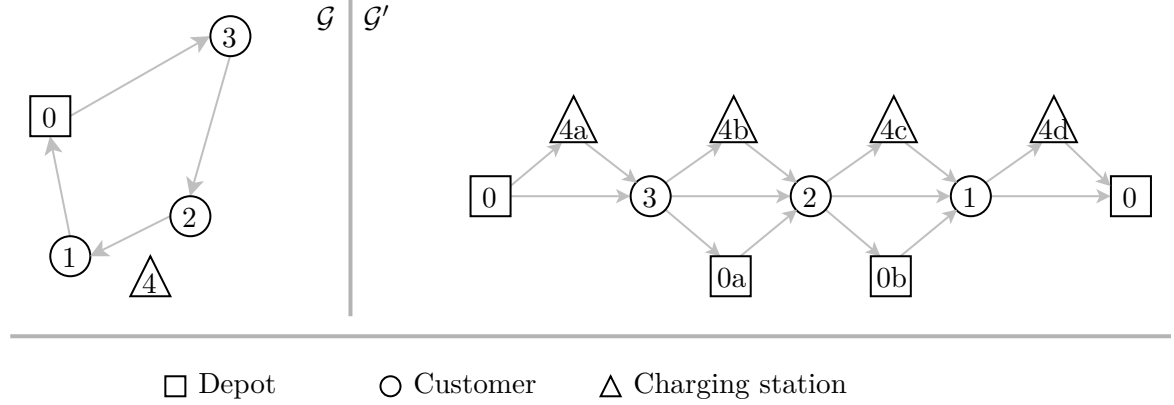 𝒢 𝒢′
3
0
2
1
4
4a 4b 4c 4d
0 3 2 1 0
0a 0b
Depot Customer Charging station